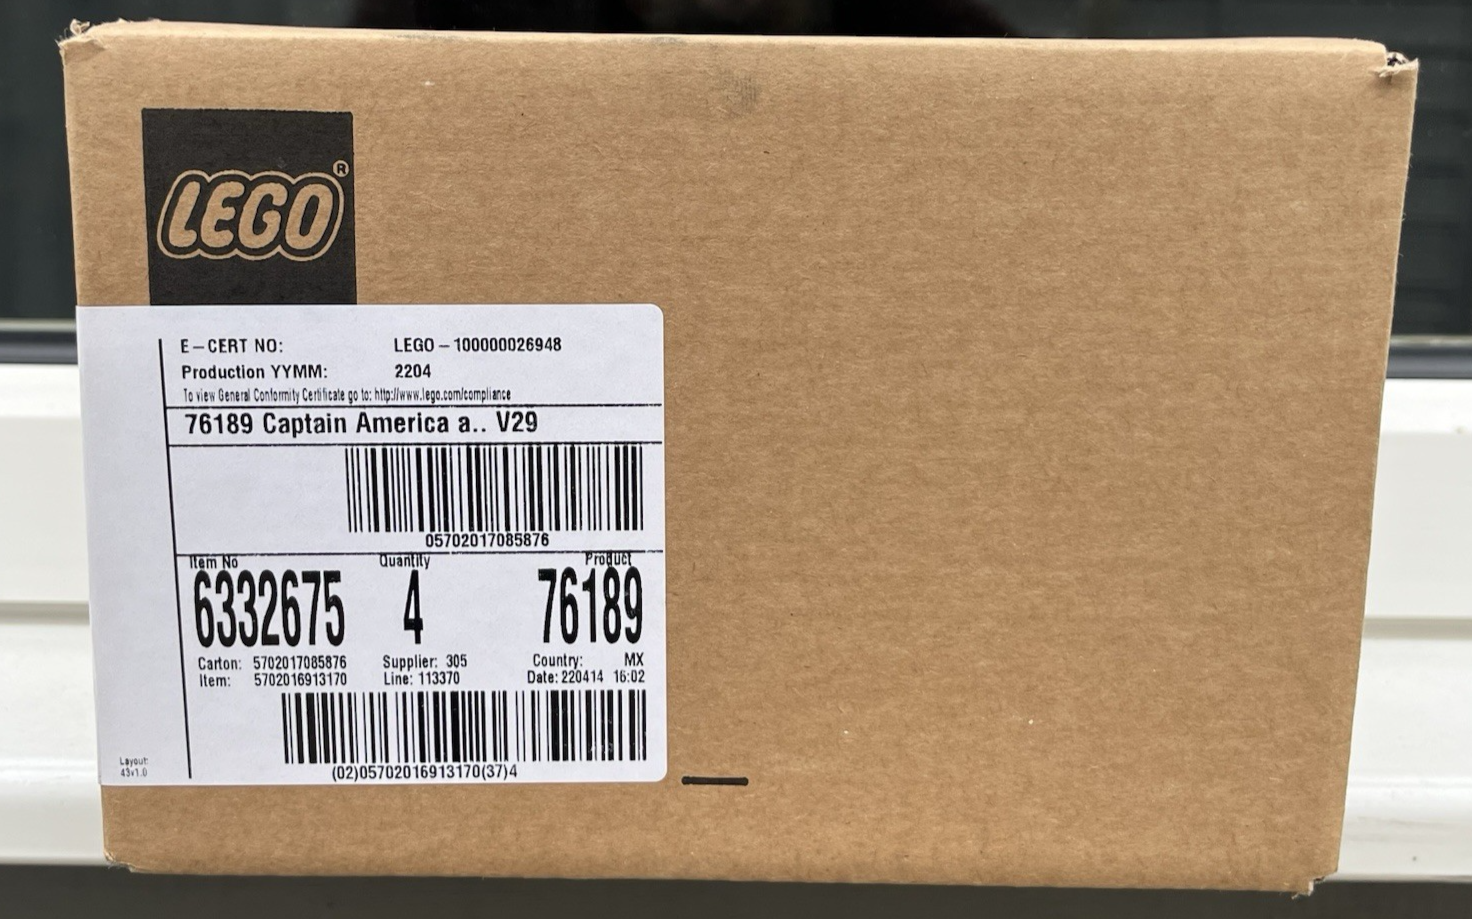 LEGO®
E-CERT NO: LEGO-100000026948
Production YYMM: 2204
To view General Conformity Certificate go to: http://www.lego.com/compliance
76189 Captain America a.. V29
05702017085876
Item No Quantity Product
6332675 4 76189
Carton: 5702017085876 Supplier: 305 Country: MX
Item: 5702016913170 Line: 113370 Date: 220414 16:02
(02)05702016913170(37)4
Layout:
43v1.0